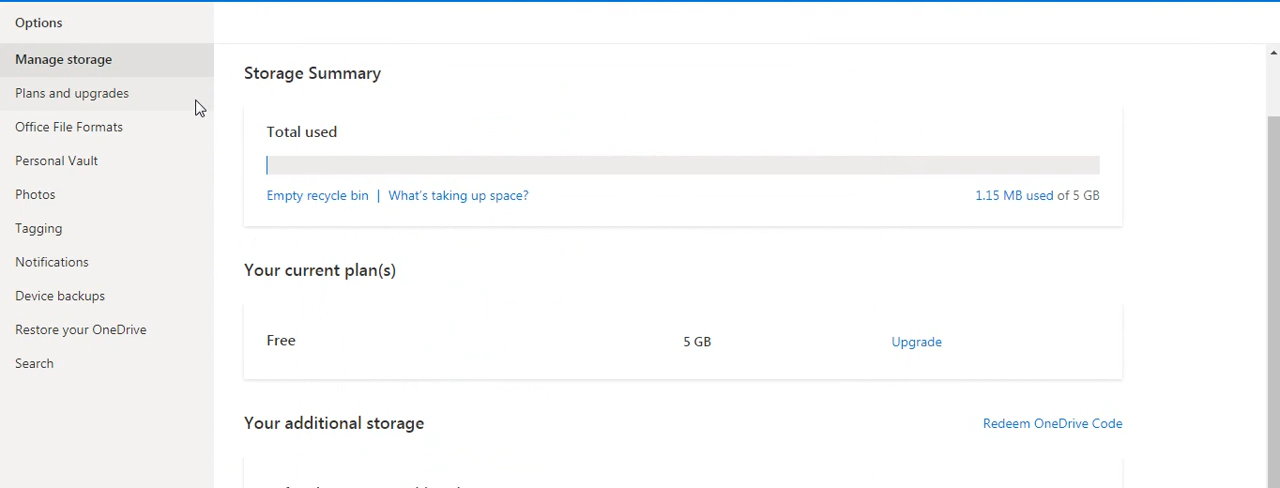 Options
Manage storage
Plans and upgrades
Office File Formats
Personal Vault
Photos
Tagging
Notifications
Device backups
Restore your OneDrive
Search
Storage Summary
Total used
Empty recycle bin | What's taking up space?
1.15 MB used of 5 GB
Your current plan(s)
Free 5 GB Upgrade
Your additional storage
Redeem OneDrive Code